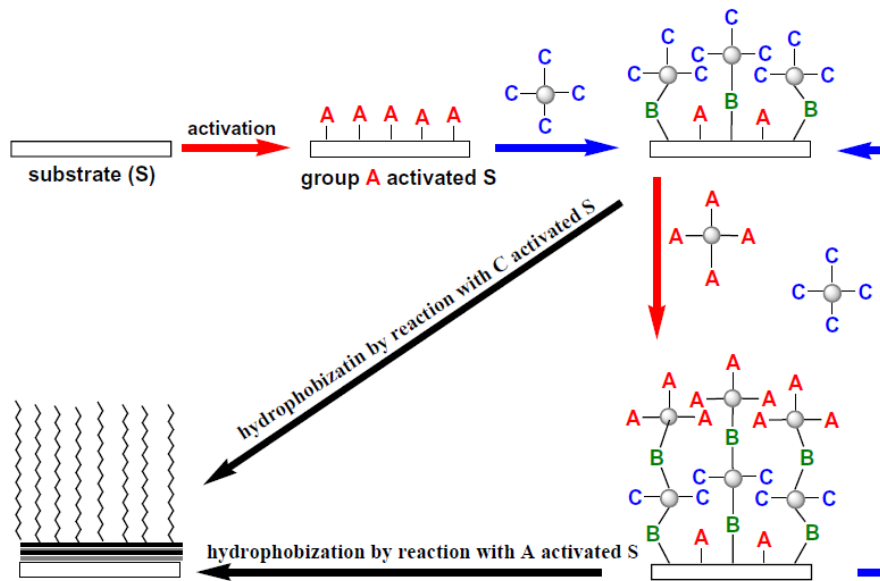 C
C C C
C C C C C C
A A A A A C C
activation C B B B
A A
substrate (S) group A activated S
A
A A
A
C
C C
C
hydrophobizatin by reaction with C activated S
A
A A A
A A A A A A
B B B
C C
C C C C
A A
B B B
hydrophobization by reaction with A activated S